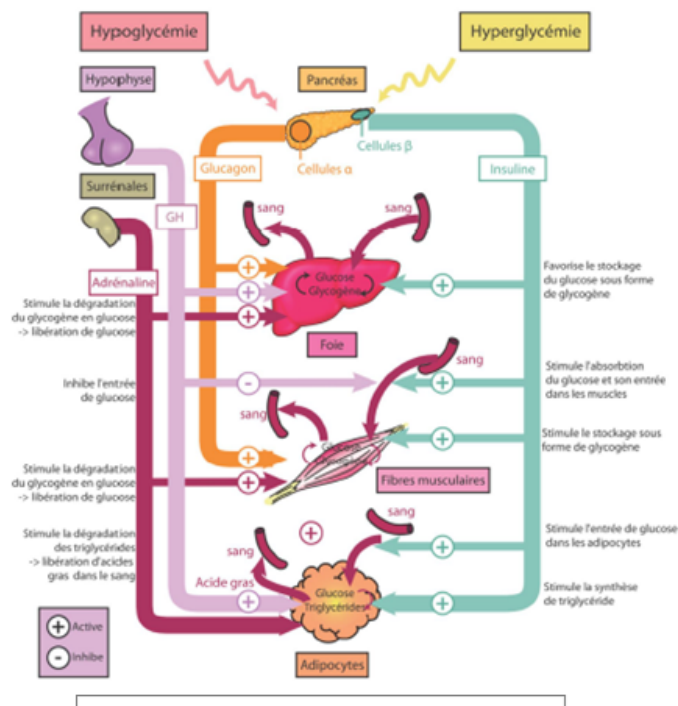 Hypoglycémie
Hyperglycémie
Hypophyse
Pancréas
Cellules β
Cellules α
Glucagon
Insuline
Surrénales
GH
sang
sang
Adrénaline
Glucose
Glycogène
Foie
Stimule la dégradation
du glycogène en glucose
-> libération de glucose
Favorise le stockage
du glucose sous forme
de glycogène
sang
Inhibe l'entrée
de glucose
Stimule l'absorbtion
du glucose et son entrée
dans les muscles
sang
Stimule le stockage sous
forme de glycogène
Glucose
Fibres musculaires
Stimule la dégradation
du glycogène en glucose
-> libération de glucose
Stimule la dégradation
des triglycérides
-> libération d'acides
gras dans le sang
sang
sang
Stimule l'entrée de glucose
dans les adipocytes
Acide gras
Glucose
Triglycérides
Stimule la synthèse
de triglycéride
Adipocytes
+ Active
- Inhibe